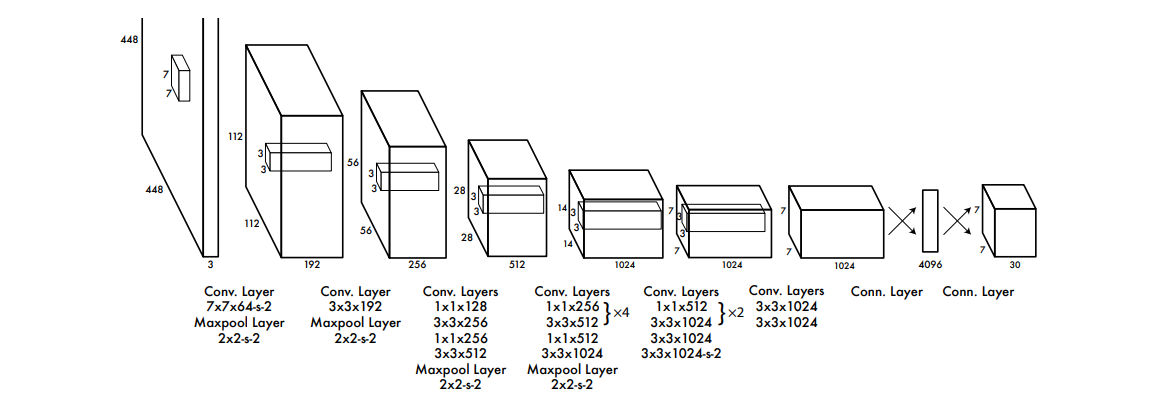 448
7
7
448
3
112
3
3
112
192
56
3
3
56
256
28
3
3
28
512
14
3
3
14
1024
7
3
3
7
1024
7
7
1024
4096
7
7
30
Conv. Layer
7x7x64-s-2
Maxpool Layer
2x2-s-2
Conv. Layer
3x3x192
Maxpool Layer
2x2-s-2
Conv. Layers
1x1x128
3x3x256
1x1x256
3x3x512
Maxpool Layer
2x2-s-2
Conv. Layers
1x1x256
3x3x512
}×4
1x1x512
3x3x1024
Maxpool Layer
2x2-s-2
Conv. Layers
1x1x512
3x3x1024
}×2
3x3x1024
3x3x1024-s-2
Conv. Layers
3x3x1024
3x3x1024
Conn. Layer
Conn. Layer